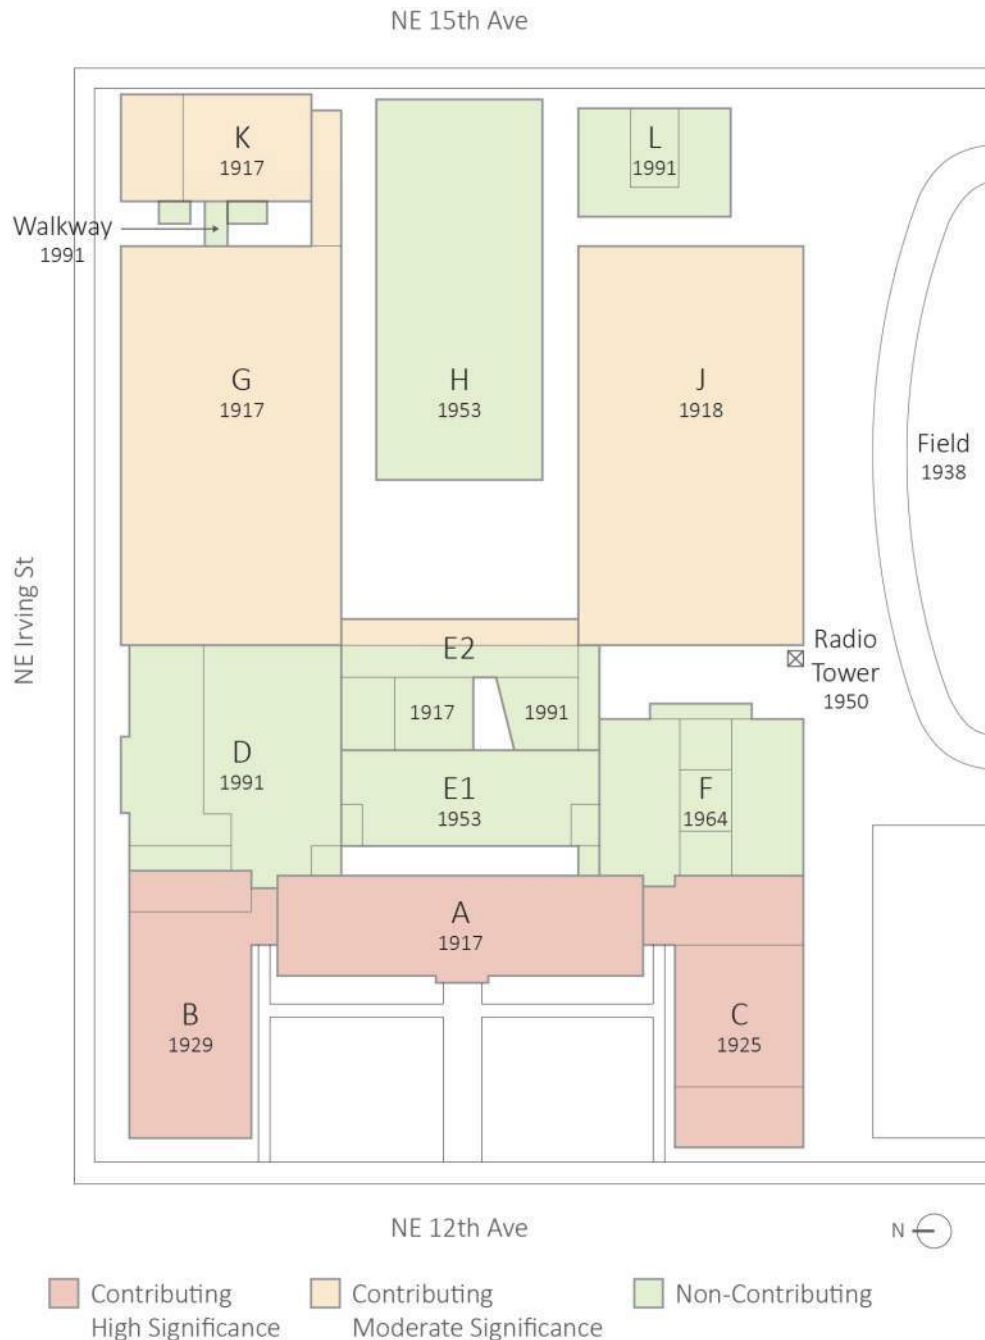 NE 15th Ave
K
1917
L
1991
Walkway
1991
G
1917
H
1953
J
1918
Field
1938
NE Irving St
E2
Radio
Tower
1950
1917
1991
D
1991
E1
1953
F
1964
A
1917
B
1929
C
1925
NE 12th Ave
N
Contributing
High Significance
Contributing
Moderate Significance
Non-Contributing